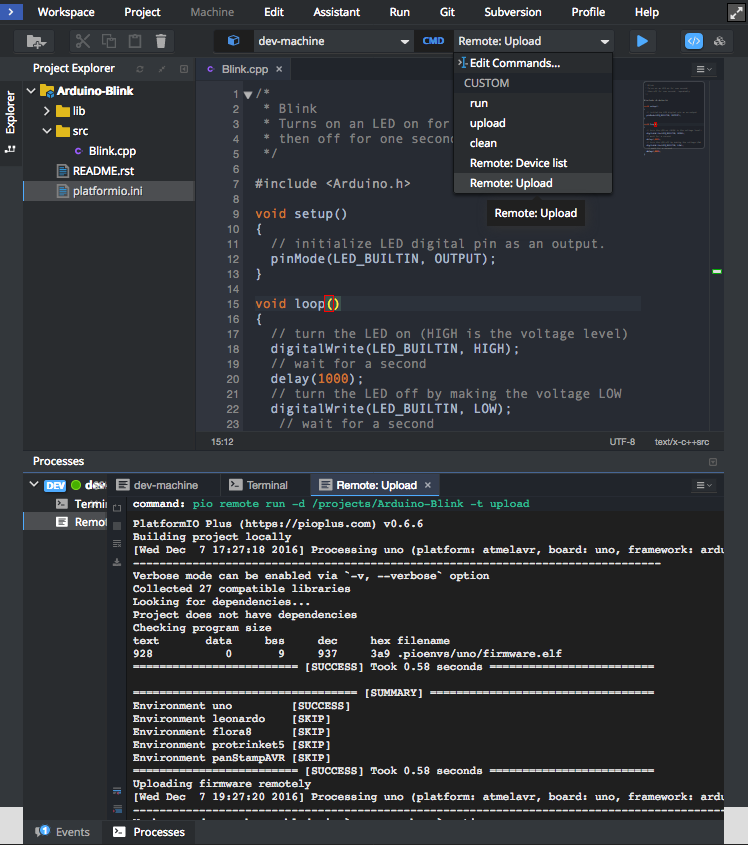 Workspace Project Machine Edit Assistant Run Git Subversion Profile Help
dev-machine CMD Remote: Upload
Edit Commands...
CUSTOM
run
upload
clean
Remote: Device list
Remote: Upload
Remote: Upload
Explorer
Project Explorer
Arduino-Blink
lib
src
Blink.cpp
README.rst
platformio.ini
Blink.cpp ×
1 /*
2 * Blink
3 * Turns on an LED on for
4 * then off for one second
5 */
6
7 #include <Arduino.h>
8
9 void setup()
10 {
11 // initialize LED digital pin as an output.
12 pinMode(LED_BUILTIN, OUTPUT);
13 }
14
15 void loop()
16 {
17 // turn the LED on (HIGH is the voltage level)
18 digitalWrite(LED_BUILTIN, HIGH);
19 // wait for a second
20 delay(1000);
21 // turn the LED off by making the voltage LOW
22 digitalWrite(LED_BUILTIN, LOW);
23 // wait for a second
15:12 UTF-8 text/x-c++src
Processes
DEV dev
Termi
Remot
dev-machine Terminal Remote: Upload ×
command: pio remote run -d /projects/Arduino-Blink -t upload
PlatformIO Plus (https://pioplus.com) v0.6.6
Building project locally
[Wed Dec 7 17:27:18 2016] Processing uno (platform: atmelavr, board: uno, framework: ardu
--------------------------------------------------------------------------------
Verbose mode can be enabled via `-v, --verbose` option
Collected 27 compatible libraries
Looking for dependencies...
Project does not have dependencies
Checking program size
text data bss dec hex filename
928 0 9 937 3a9 .pioenvs/uno/firmware.elf
========================= [SUCCESS] Took 0.58 seconds =========================
================================== [SUMMARY] ==================================
Environment uno [SUCCESS]
Environment leonardo [SKIP]
Environment flora8 [SKIP]
Environment protrinket5 [SKIP]
Environment panStampAVR [SKIP]
========================= [SUCCESS] Took 0.58 seconds =========================
Uploading firmware remotely
[Wed Dec 7 19:27:20 2016] Processing uno (platform: atmelavr, board: uno, framework: ardu
--------------------------------------------------------------------------------
1 Events Processes